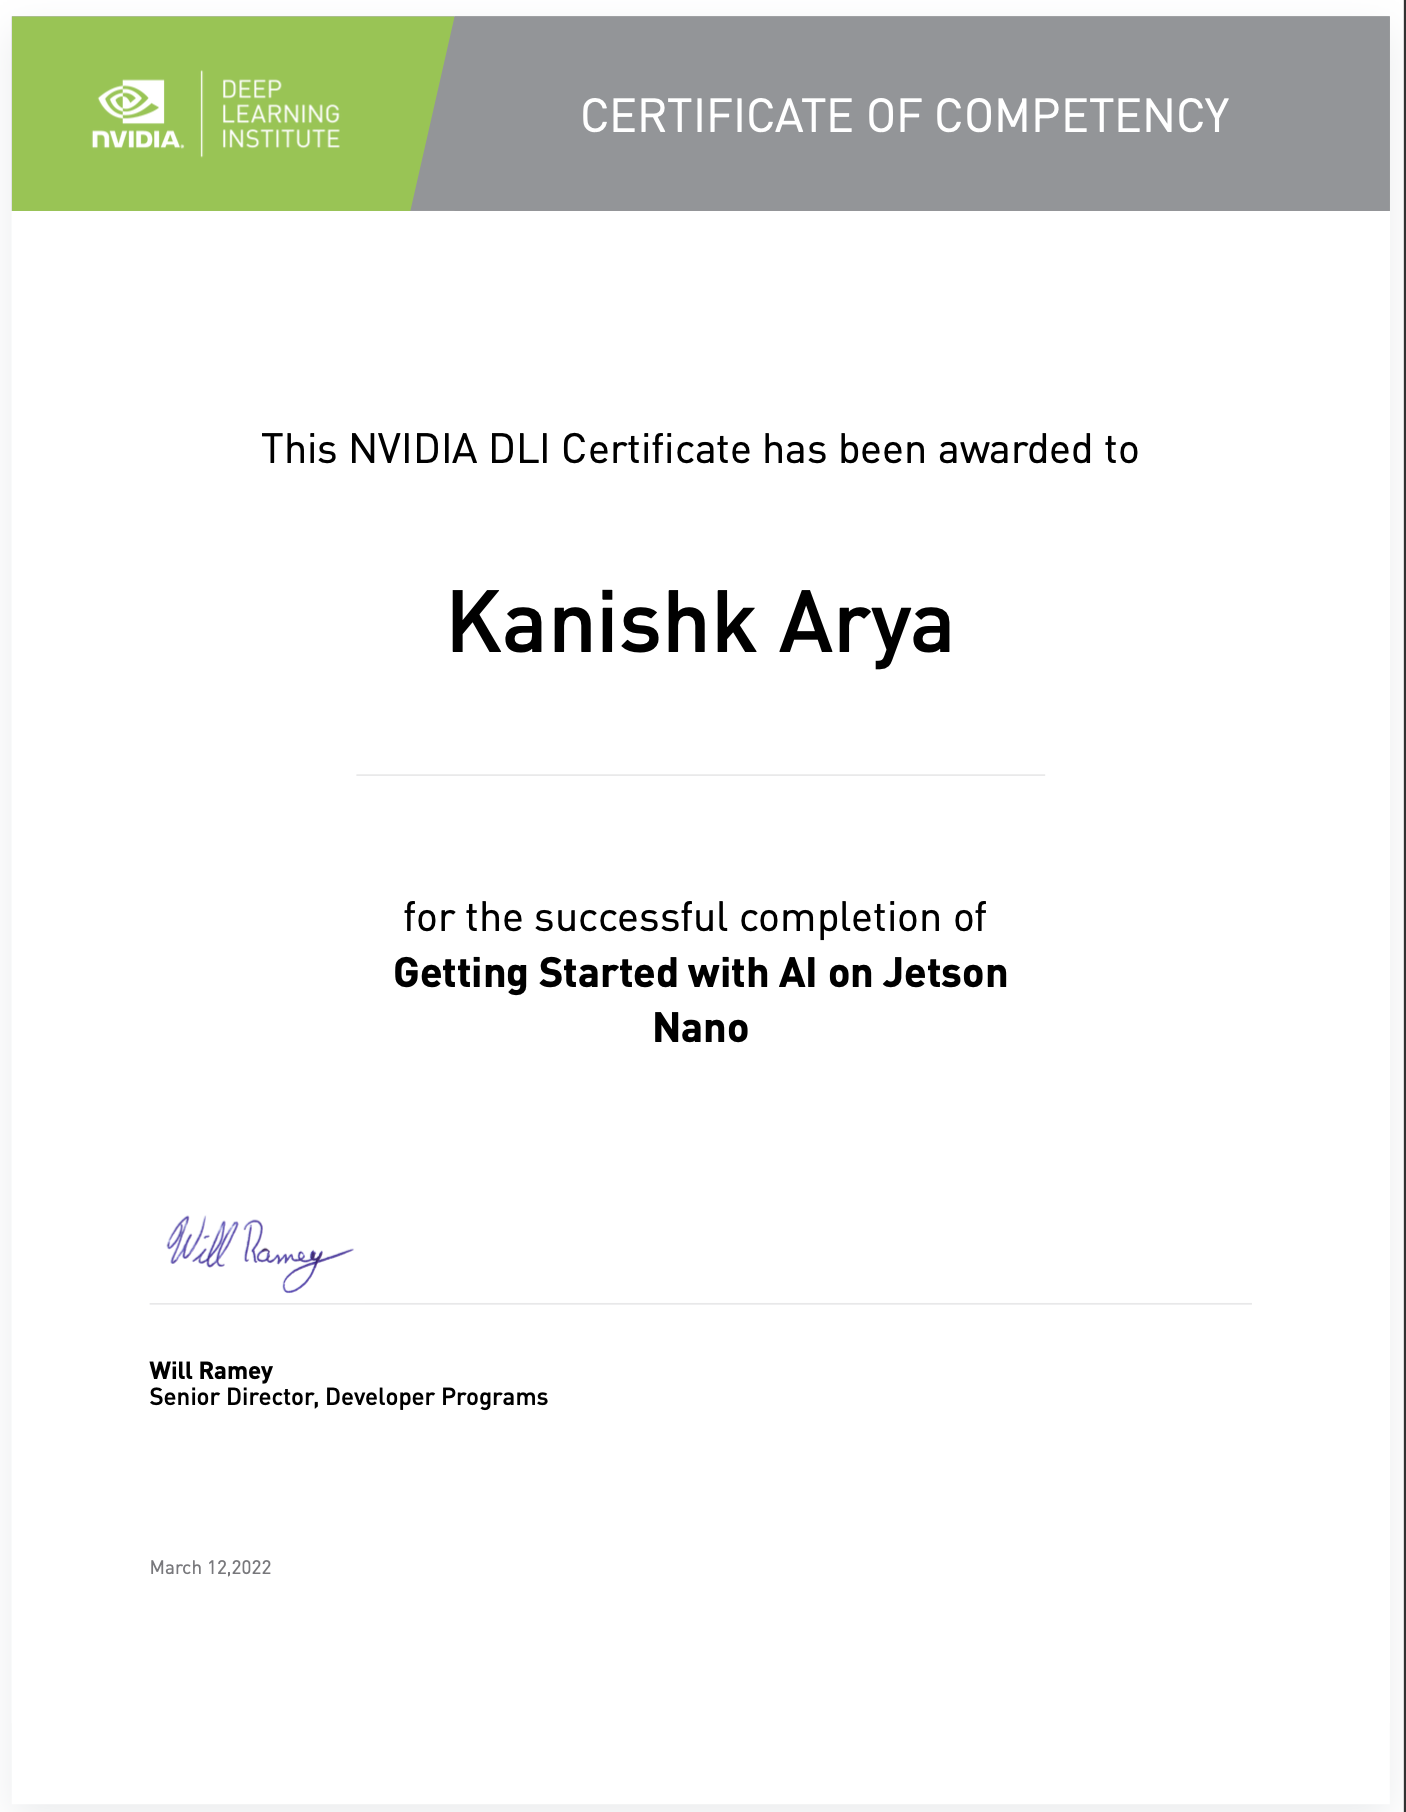 NVIDIA.
DEEP
LEARNING
INSTITUTE
CERTIFICATE OF COMPETENCY
This NVIDIA DLI Certificate has been awarded to
Kanishk Arya
for the successful completion of
Getting Started with AI on Jetson
Nano
Will Ramey
Will Ramey
Senior Director, Developer Programs
March 12,2022